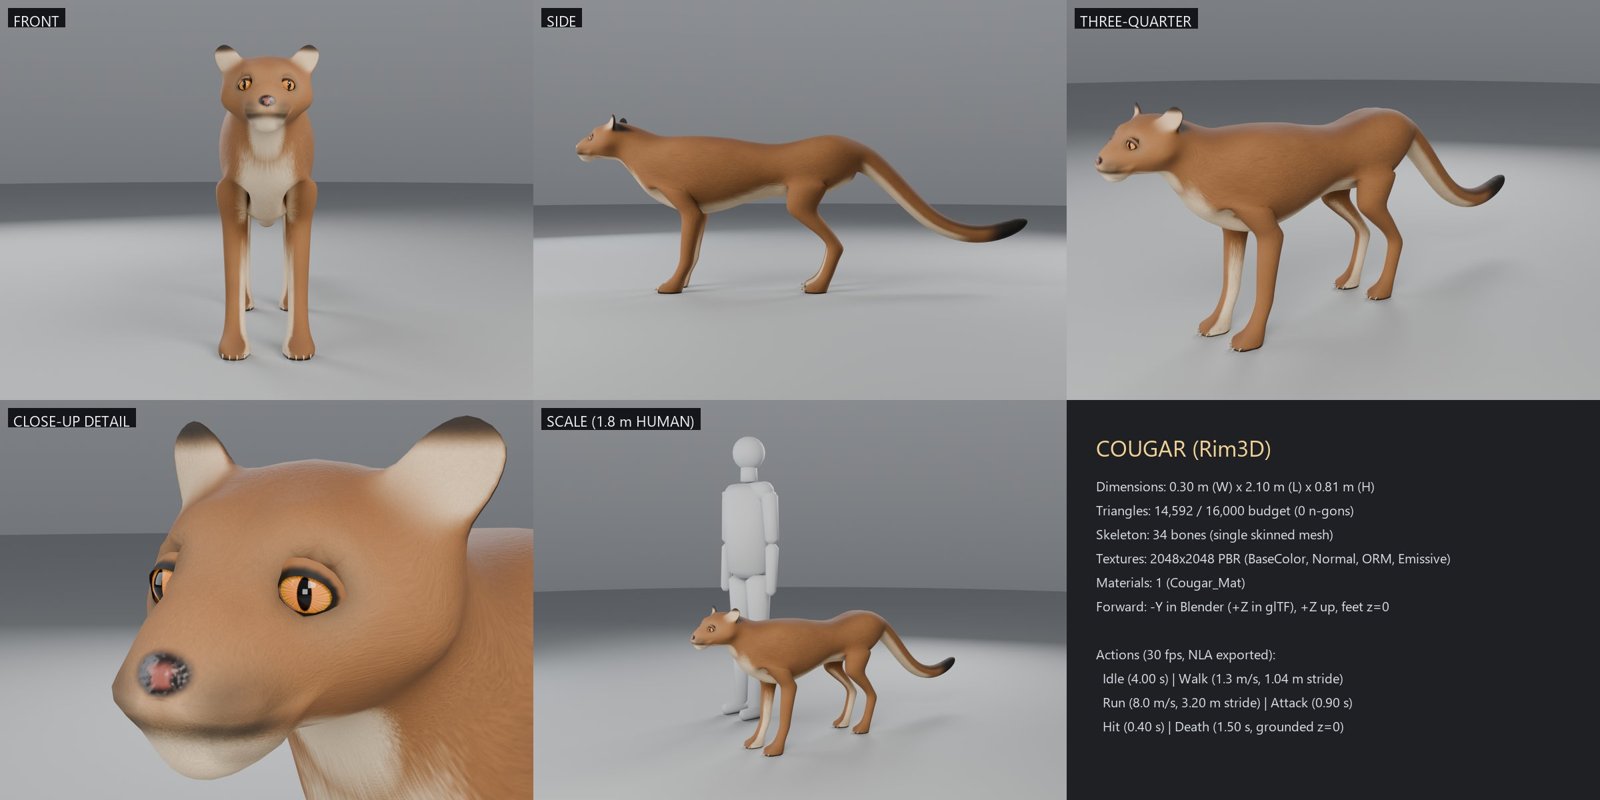 FRONT
SIDE
THREE-QUARTER
CLOSE-UP DETAIL
SCALE (1.8 m HUMAN)
COUGAR (Rim3D)
Dimensions: 0.30 m (W) x 2.10 m (L) x 0.81 m (H)
Triangles: 14,592 / 16,000 budget (0 n-gons)
Skeleton: 34 bones (single skinned mesh)
Textures: 2048x2048 PBR (BaseColor, Normal, ORM, Emissive)
Materials: 1 (Cougar_Mat)
Forward: -Y in Blender (+Z in glTF), +Z up, feet z=0
Actions (30 fps, NLA exported):
Idle (4.00 s) | Walk (1.3 m/s, 1.04 m stride)
Run (8.0 m/s, 3.20 m stride) | Attack (0.90 s)
Hit (0.40 s) | Death (1.50 s, grounded z=0)